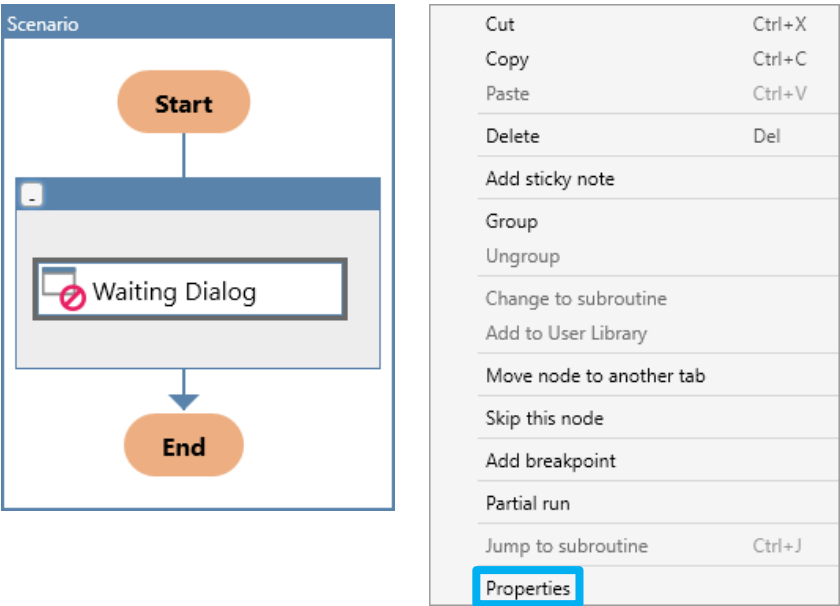 Scenario
Start
-
Waiting Dialog
End
Cut Ctrl+X
Copy Ctrl+C
Paste Ctrl+V
Delete Del
Add sticky note
Group
Ungroup
Change to subroutine
Add to User Library
Move node to another tab
Skip this node
Add breakpoint
Partial run
Jump to subroutine Ctrl+J
Properties